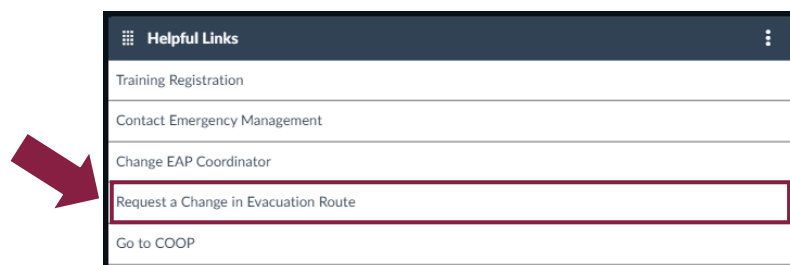 Helpful Links
Training Registration
Contact Emergency Management
Change EAP Coordinator
Request a Change in Evacuation Route
Go to COOP